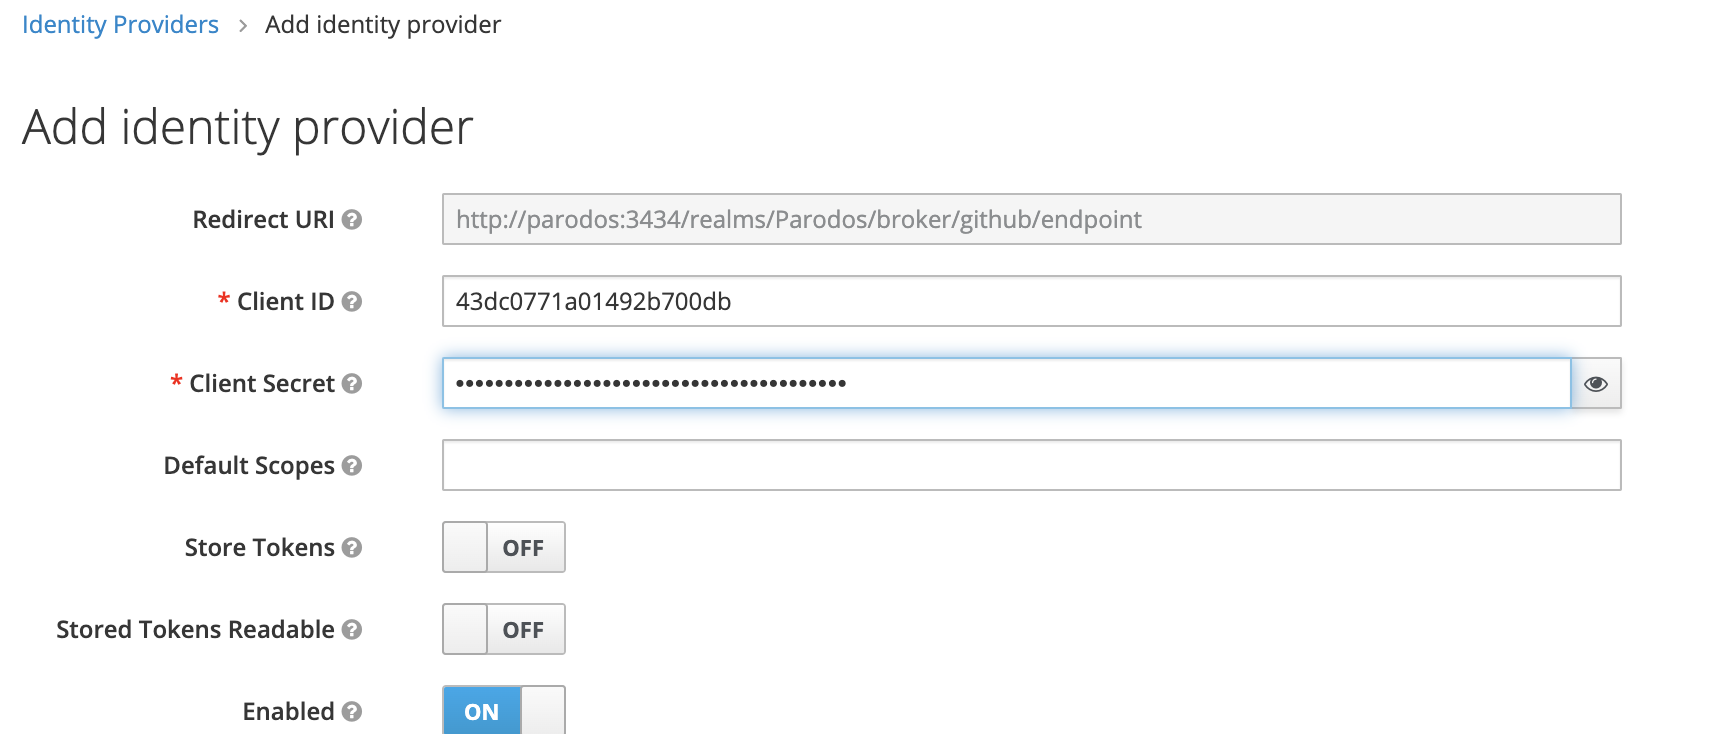 Identity Providers > Add identity provider
Add identity provider
Redirect URI ? http://parodos:3434/realms/Parodos/broker/github/endpoint
* Client ID ? 43dc0771a01492b700db
* Client Secret ? ••••••••••••••••••••••••••••••••••••••••
Default Scopes ?
Store Tokens ? OFF
Stored Tokens Readable ? OFF
Enabled ? ON